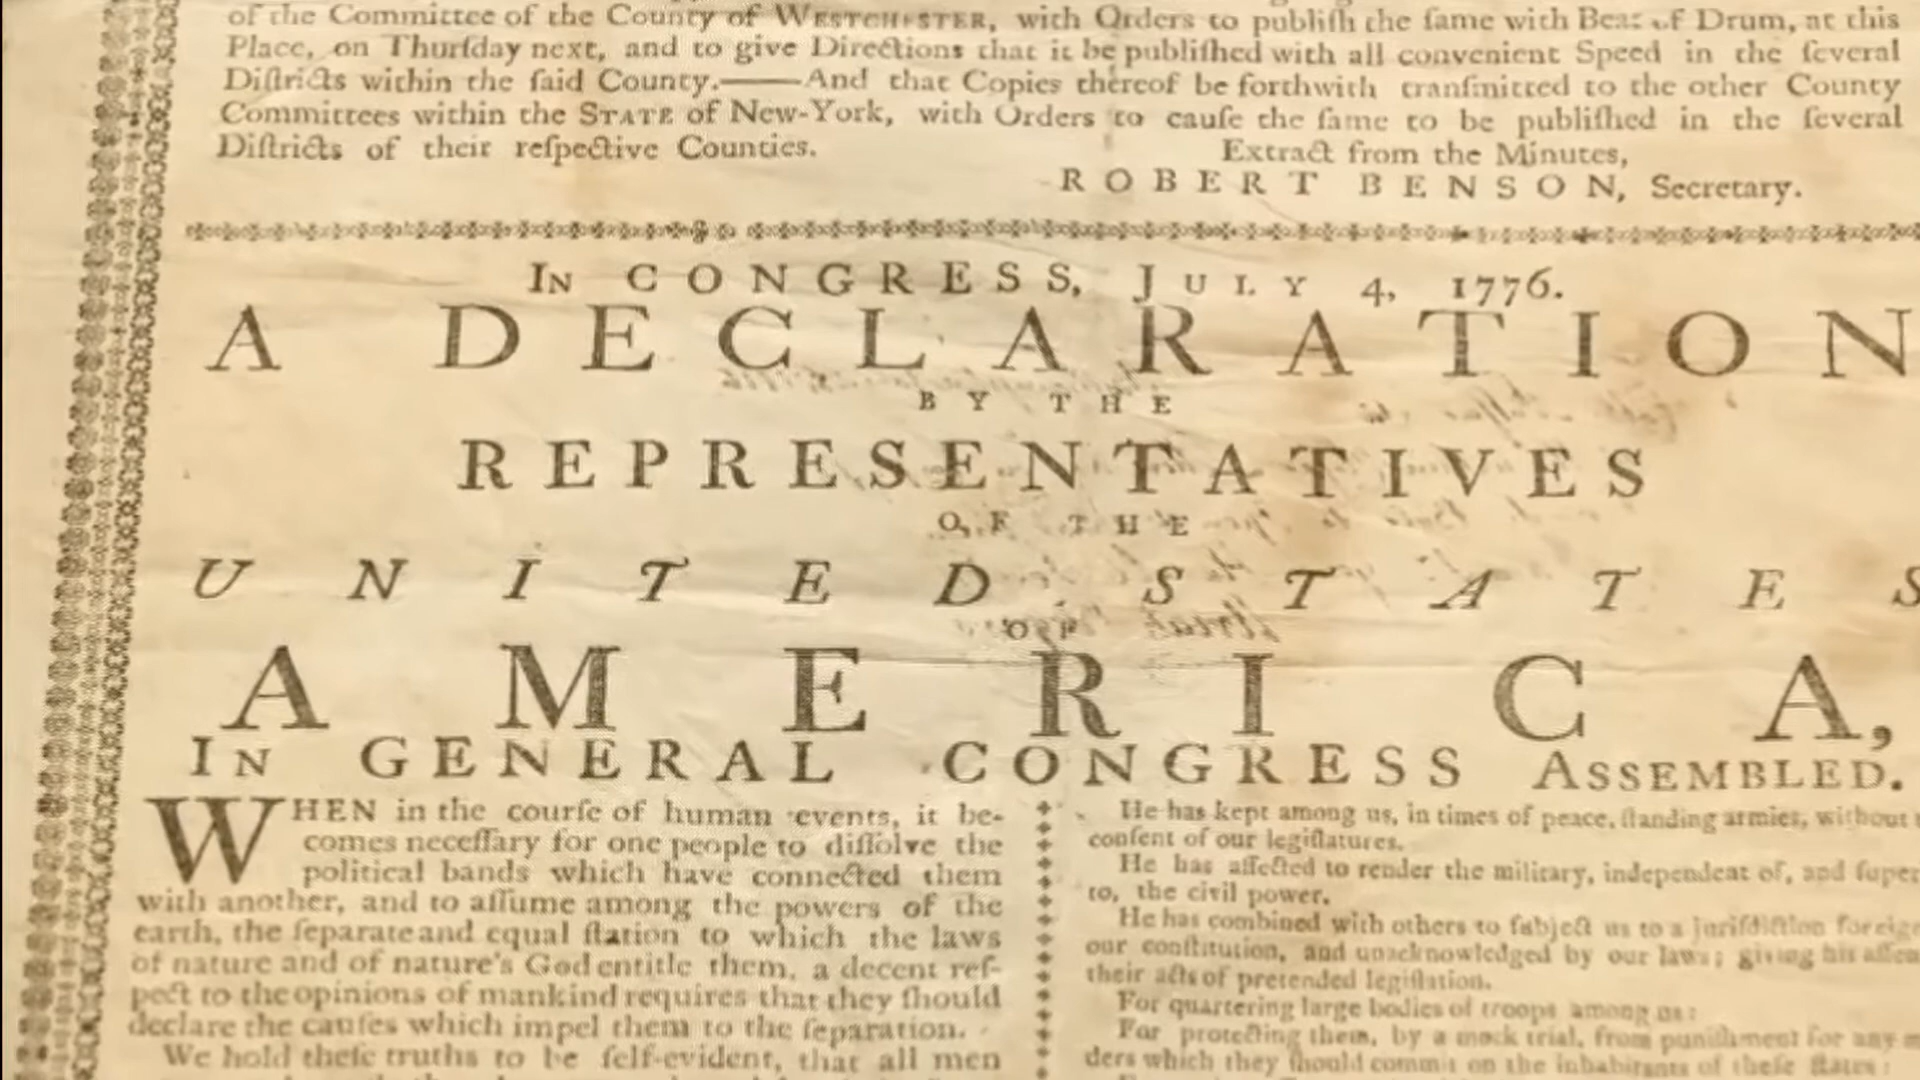 of the Committee of the County of WESTCHESTER, with Orders to publiſh the ſame with Beat of Drum, at this
Place, on Thurſday next, and to give Directions that it be publiſhed with all convenient Speed in the ſeveral
Diſtricts within the ſaid County.——And that Copies thereof be forthwith tranſmitted to the other County
Committees within the STATE of New-York, with Orders to cauſe the ſame to be publiſhed in the ſeveral
Diſtricts of their reſpective Counties.
Extract from the Minutes,
ROBERT BENSON, Secretary.
IN CONGRESS, JULY 4, 1776.
A DECLARATION
BY THE
REPRESENTATIVES
OF THE
UNITED STATES
OF
AMERICA,
IN GENERAL CONGRESS ASSEMBLED.
WHEN in the courſe of human events, it be-
comes neceſſary for one people to diſſolve the
political bands which have connected them
with another, and to aſſume among the powers of the
earth, the ſeparate and equal ſtation to which the laws
of nature and of nature's God entitle them, a decent reſ-
pect to the opinions of mankind requires that they ſhould
declare the cauſes which impel them to the ſeparation.
We hold theſe truths to be ſelf-evident, that all men
He has kept among us, in times of peace, ſtanding armies, without
conſent of our legiſlatures.
He has affected to render the military, independent of, and ſuper
to, the civil power.
He has combined with others to ſubject us to a juriſdiction foreig
our conſtitution, and unacknowledged by our laws; giving his aſſen
their acts of pretended legiſlation.
For quartering large bodies of troops among us:
For protecting them, by a mock trial, from puniſhment for any
ders which they ſhould commit on the inhabitants of theſe ſtates: